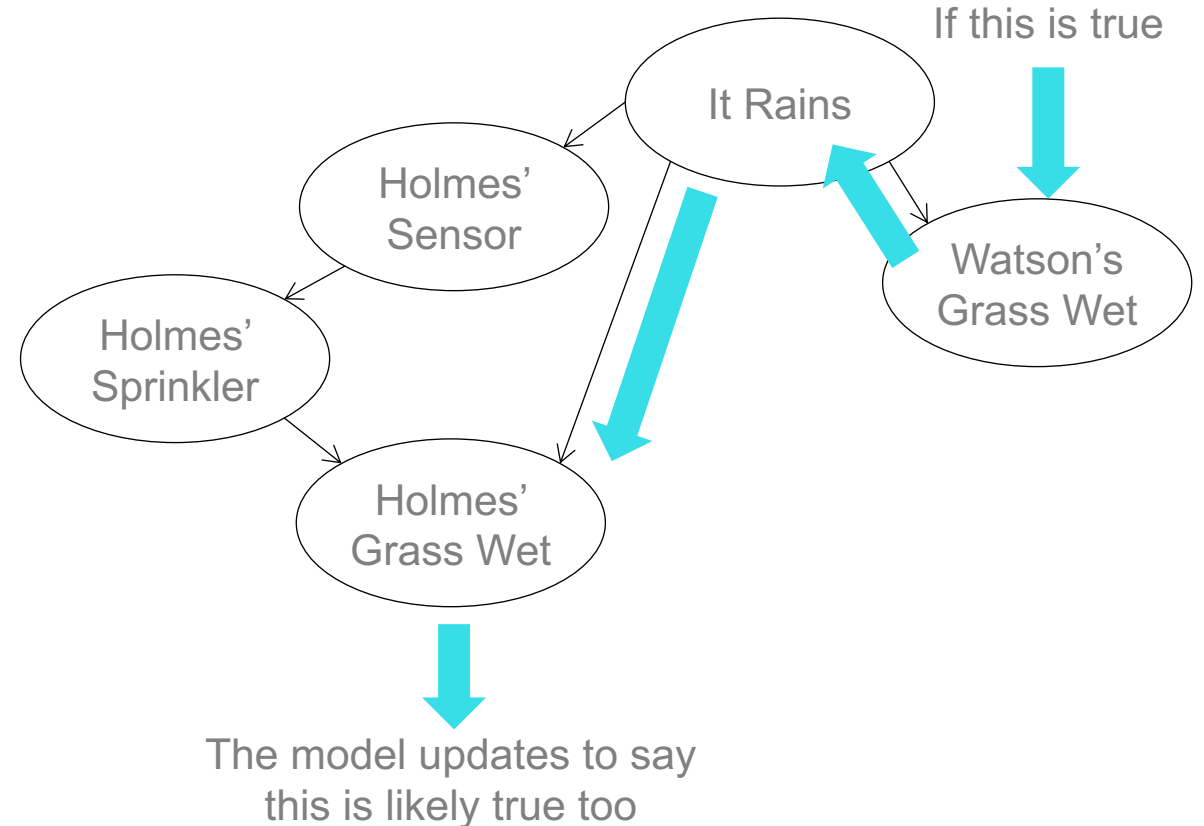 If this is true
It Rains
Holmes’
Sensor
Watson’s
Grass Wet
Holmes’
Sprinkler
Holmes’
Grass Wet
The model updates to say
this is likely true too